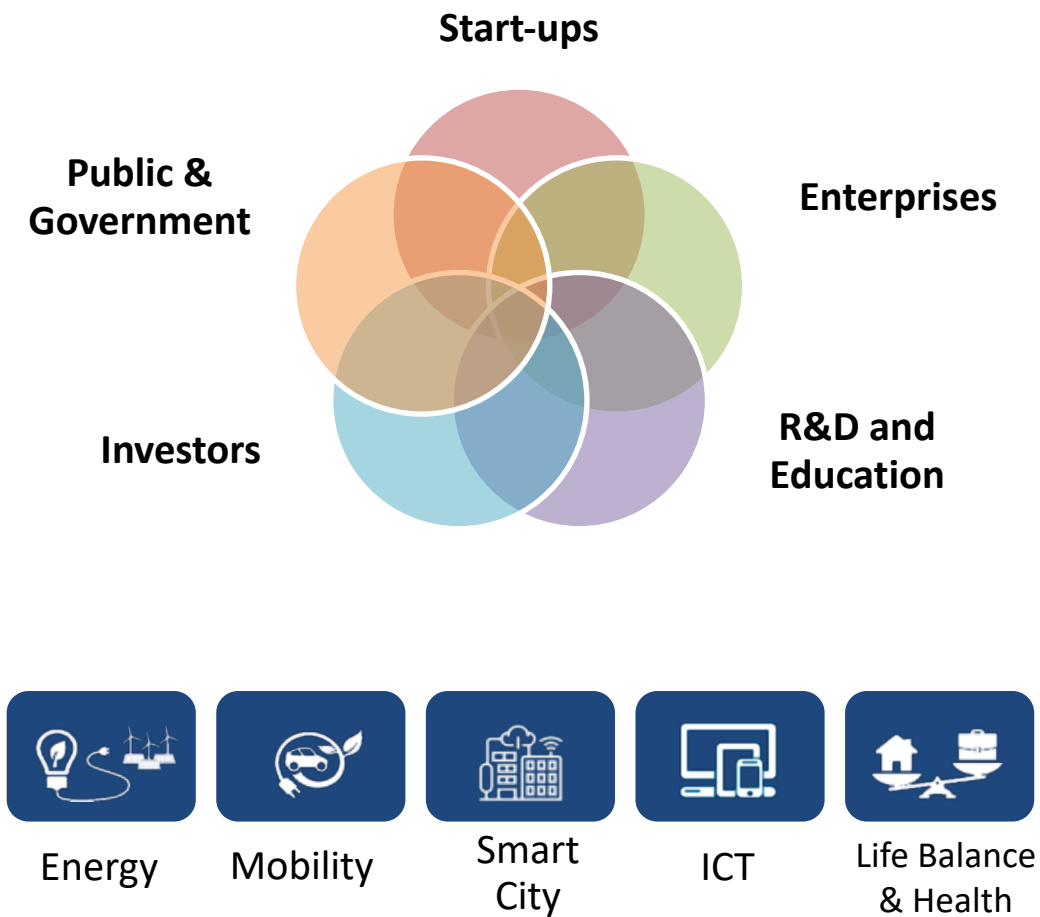 Start-ups
Public &
Government
Enterprises
Investors
R&D and
Education
Energy
Mobility
Smart
City
ICT
Life Balance
& Health